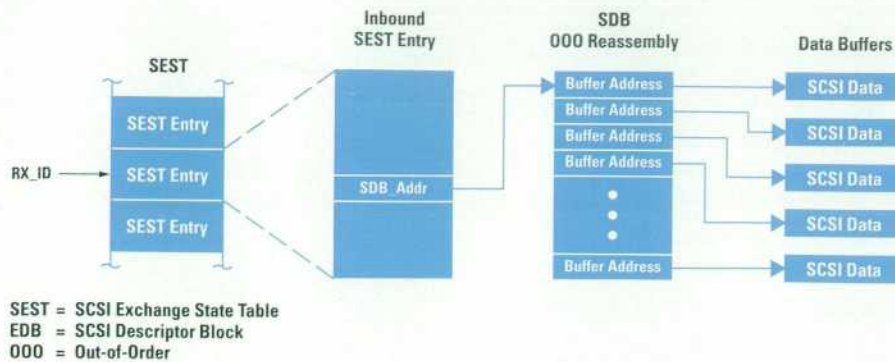 SEST
Inbound
SEST Entry
SDB
OOO Reassembly
Data Buffers
RX_ID
SEST Entry
SEST Entry
SEST Entry
SDB_Addr
Buffer Address
Buffer Address
Buffer Address
Buffer Address
Buffer Address
SCSI Data
SCSI Data
SCSI Data
SCSI Data
SCSI Data
SEST = SCSI Exchange State Table
EDB = SCSI Descriptor Block
OOO = Out-of-Order